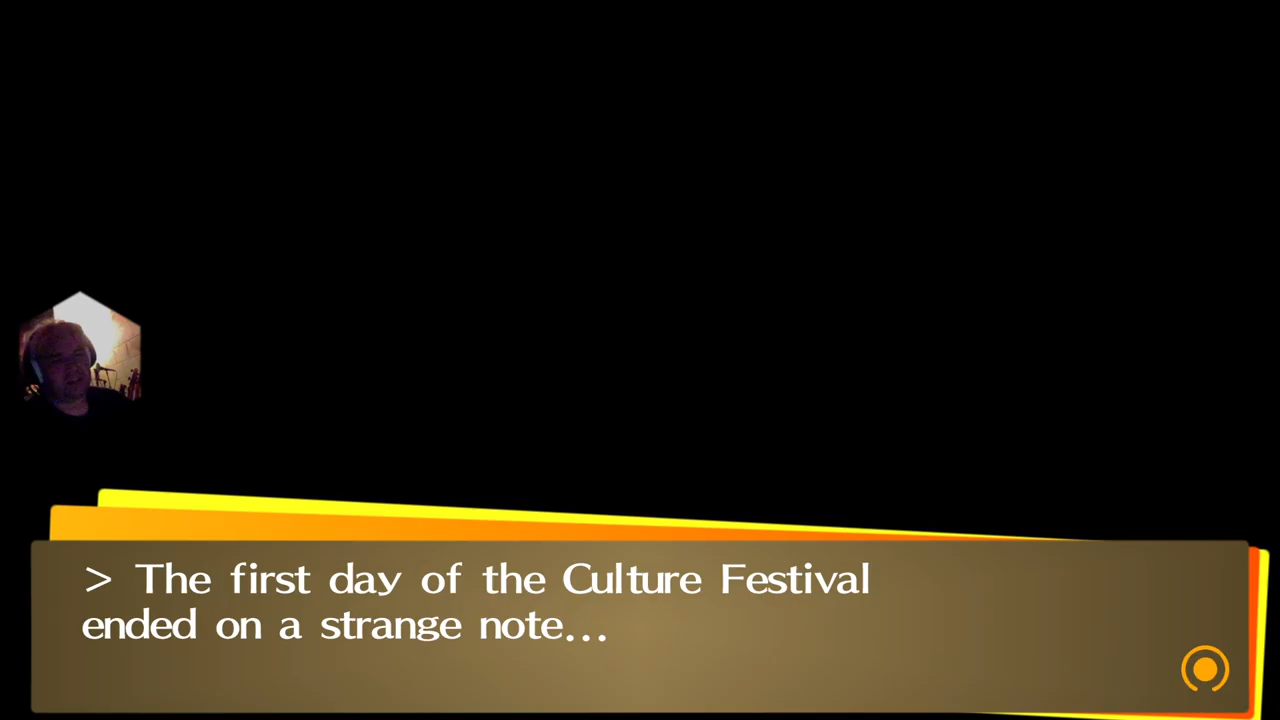 > The first day of the Culture Festival
ended on a strange note...